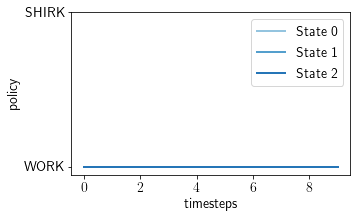 SHIRK
State 0
State 1
State 2
policy
WORK
0 2 4 6 8
timesteps